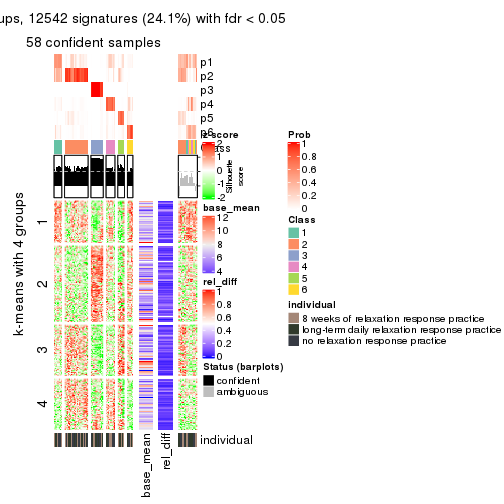 ups, 12542 signatures (24.1%) with fdr < 0.05
58 confident samples
p1
p2
p3
p4
p5
p6
Class
Silhouette
score
1
2
3
4
k-means with 4 groups
individual
base_mean
rel_diff
z-score
2
1
0
-1
-2
base_mean
12
10
8
6
4
rel_diff
1
0.8
0.6
0.4
0.2
0
Status (barplots)
confident
ambiguous
Prob
1
0.8
0.6
0.4
0.2
0
Class
1
2
3
4
5
6
individual
8 weeks of relaxation response practice
long-term daily relaxation response practice
no relaxation response practice